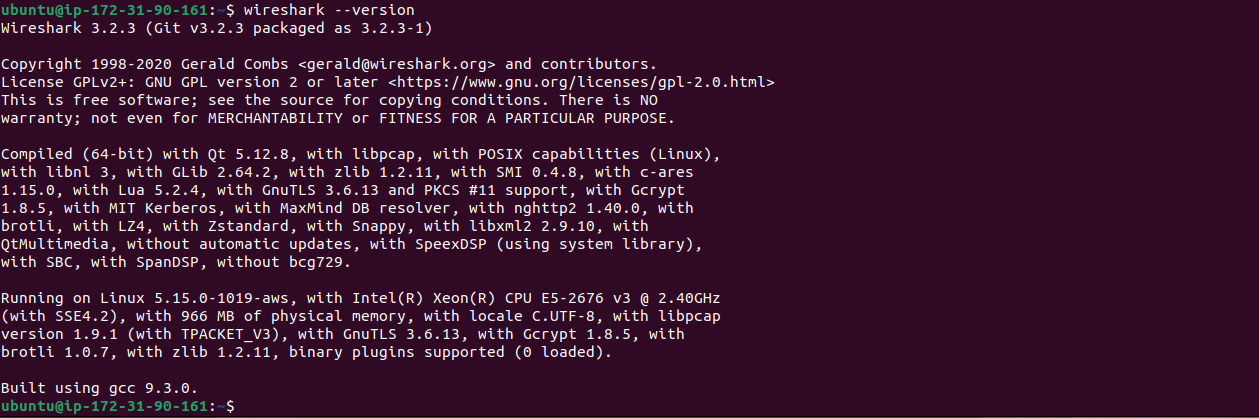 ubuntu@ip-172-31-90-161:~$ wireshark --version
Wireshark 3.2.3 (Git v3.2.3 packaged as 3.2.3-1)
Copyright 1998-2020 Gerald Combs <gerald@wireshark.org> and contributors.
License GPLv2+: GNU GPL version 2 or later <https://www.gnu.org/licenses/gpl-2.0.html>
This is free software; see the source for copying conditions. There is NO
warranty; not even for MERCHANTABILITY or FITNESS FOR A PARTICULAR PURPOSE.
Compiled (64-bit) with Qt 5.12.8, with libpcap, with POSIX capabilities (Linux),
with libnl 3, with GLib 2.64.2, with zlib 1.2.11, with SMI 0.4.8, with c-ares
1.15.0, with Lua 5.2.4, with GnuTLS 3.6.13 and PKCS #11 support, with Gcrypt
1.8.5, with MIT Kerberos, with MaxMind DB resolver, with nghttp2 1.40.0, with
brotli, with LZ4, with Zstandard, with Snappy, with libxml2 2.9.10, with
QtMultimedia, without automatic updates, with SpeexDSP (using system library),
with SBC, with SpanDSP, without bcg729.
Running on Linux 5.15.0-1019-aws, with Intel(R) Xeon(R) CPU E5-2676 v3 @ 2.40GHz
(with SSE4.2), with 966 MB of physical memory, with locale C.UTF-8, with libpcap
version 1.9.1 (with TPACKET_V3), with GnuTLS 3.6.13, with Gcrypt 1.8.5, with
brotli 1.0.7, with zlib 1.2.11, binary plugins supported (0 loaded).
Built using gcc 9.3.0.
ubuntu@ip-172-31-90-161:~$